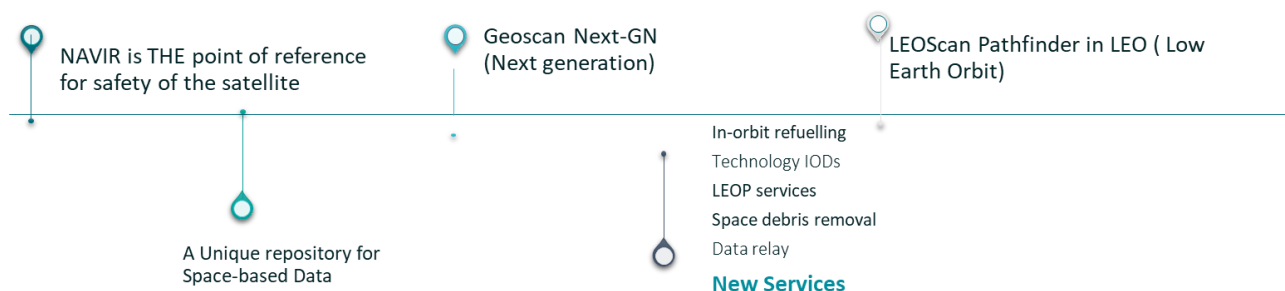 NAVIR is THE point of reference
for safety of the satellite
A Unique repository for
Space-based Data
Geoscan Next-GN
(Next generation)
In-orbit refuelling
Technology IODs
LEOP services
Space debris removal
Data relay
New Services
LEOScan Pathfinder in LEO ( Low
Earth Orbit)